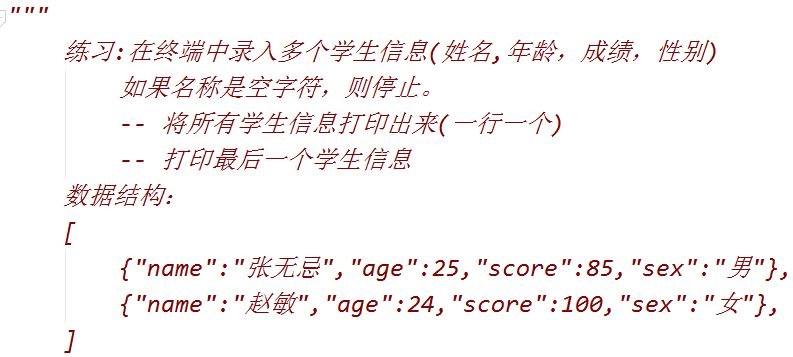 """
练习:在终端中录入多个学生信息(姓名,年龄，成绩，性别)
如果名称是空字符，则停止。
-- 将所有学生信息打印出来(一行一个)
-- 打印最后一个学生信息
数据结构：
[
{"name":"张无忌","age":25,"score":85,"sex":"男"},
{"name":"赵敏","age":24,"score":100,"sex":"女"},
]